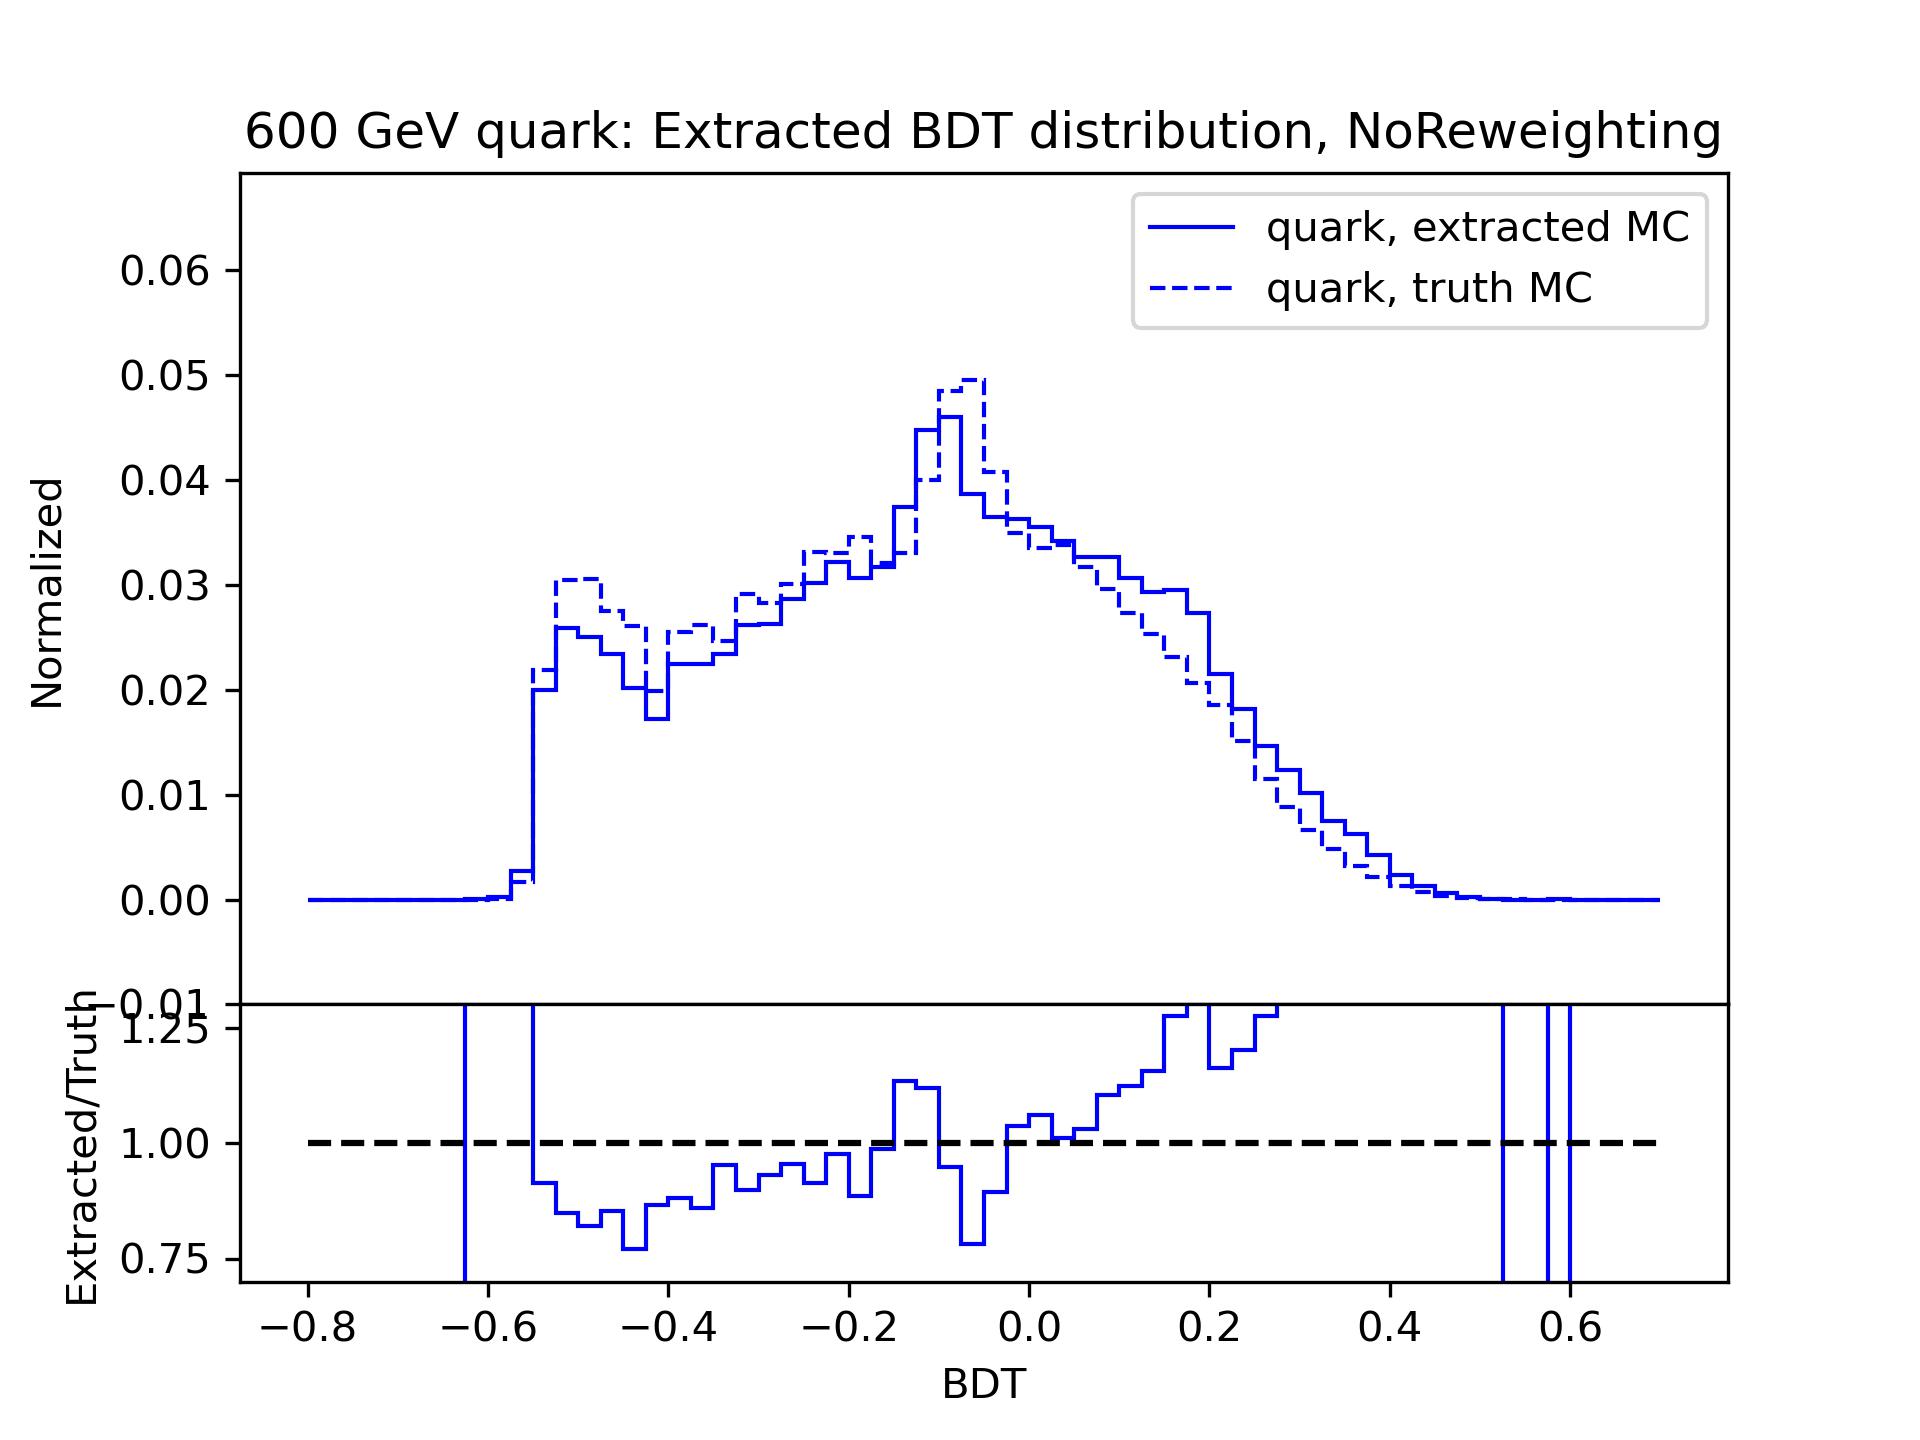 600 GeV quark: Extracted BDT distribution, NoReweighting
quark, extracted MC
quark, truth MC
Normalized
0.06
0.05
0.04
0.03
0.02
0.01
0.00
−0.01
Extracted/Truth
1.25
1.00
0.75
−0.8 −0.6 −0.4 −0.2 0.0 0.2 0.4 0.6
BDT